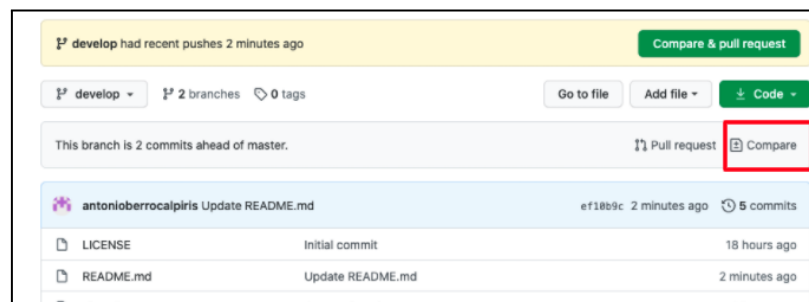 develop had recent pushes 2 minutes ago Compare & pull request
develop 2 branches 0 tags Go to file Add file Code
This branch is 2 commits ahead of master. Pull request Compare
antonioberrocalpiris Update README.md ef10b9c 2 minutes ago 5 commits
LICENSE Initial commit 18 hours ago
README.md Update README.md 2 minutes ago